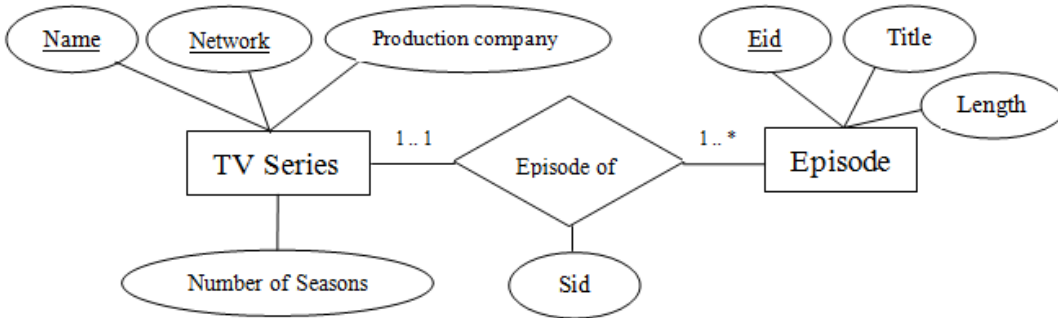 Name
Network
Production company
Eid
Title
Length
TV Series
1 .. 1
Episode of
1.. *
Episode
Number of Seasons
Sid